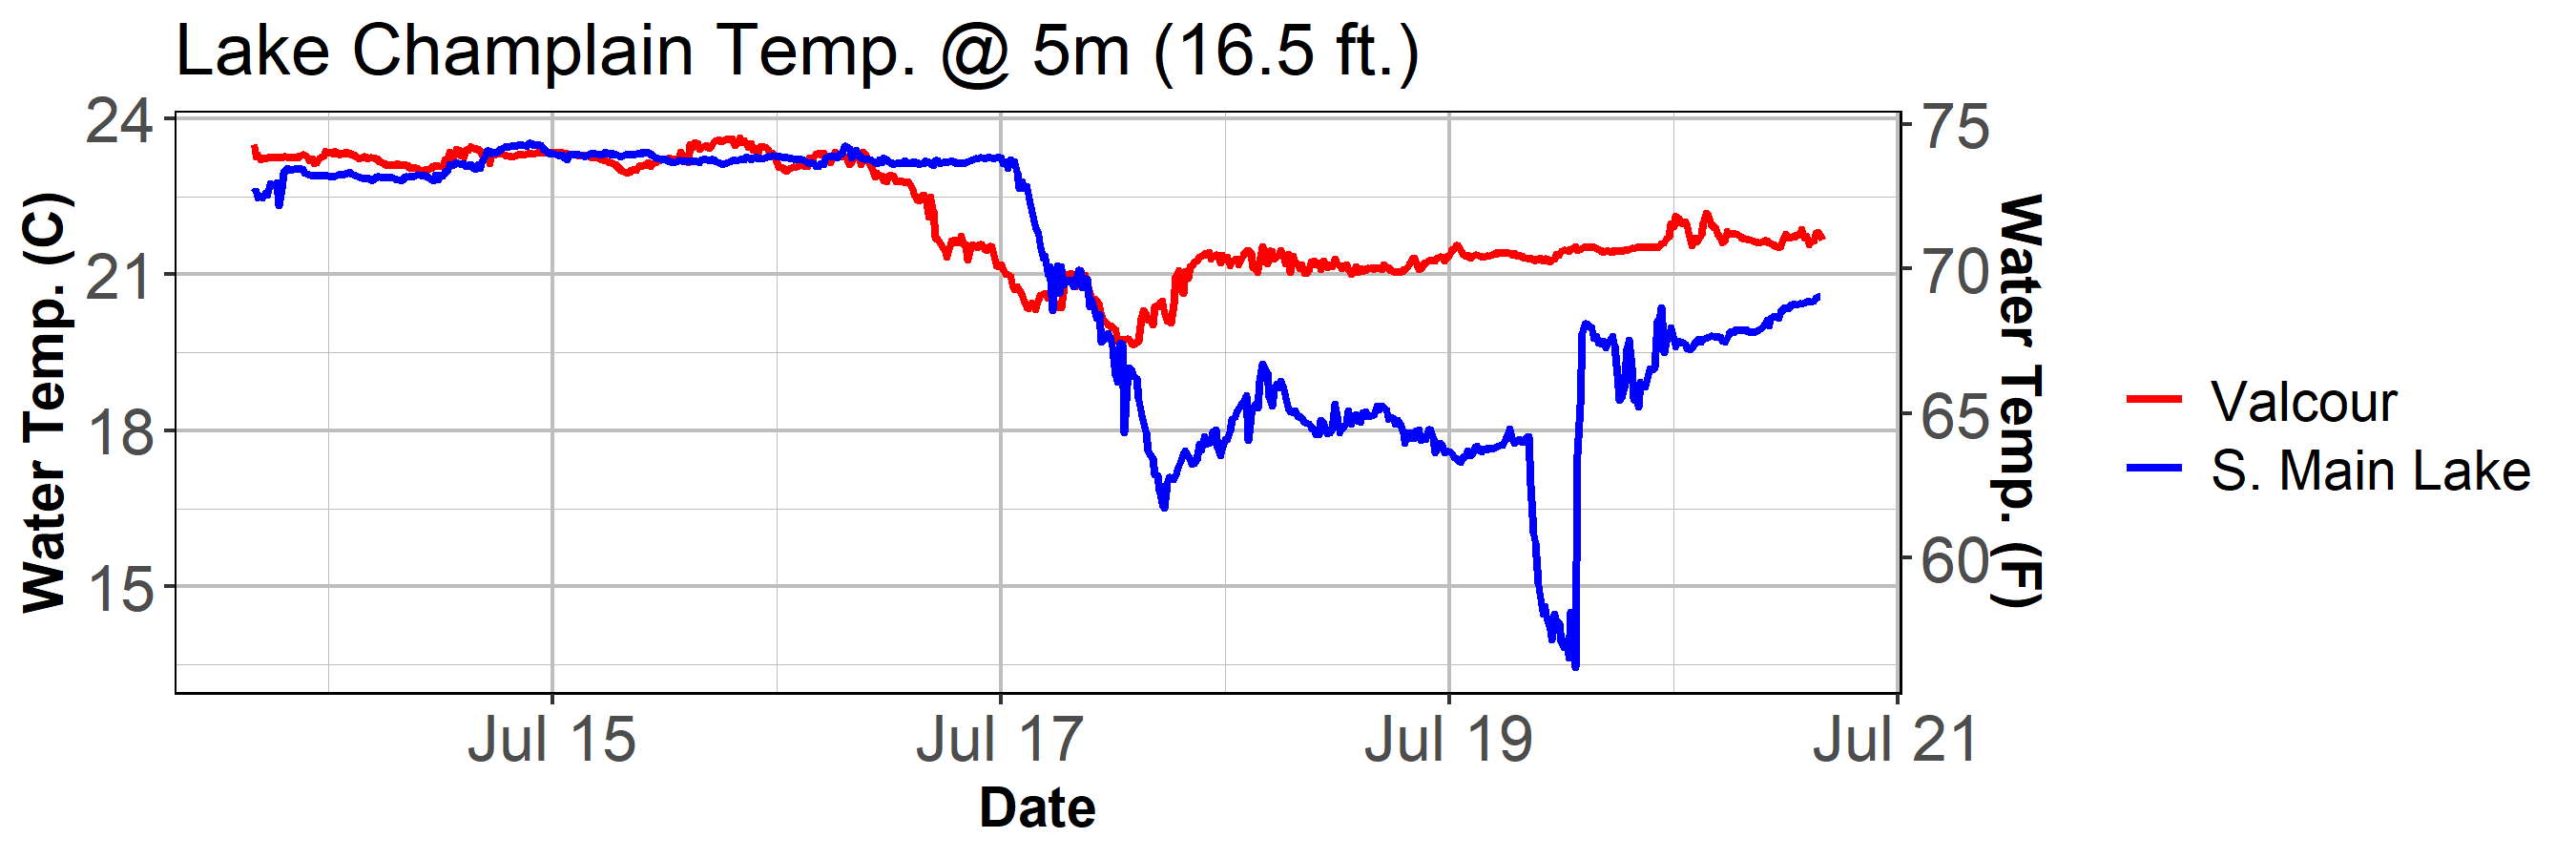 Lake Champlain Temp. @ 5m (16.5 ft.)
24
21
18
15
Water Temp. (C)
75
70
65
60
Water Temp. (F)
Jul 15
Jul 17
Jul 19
Jul 21
Date
Valcour
S. Main Lake